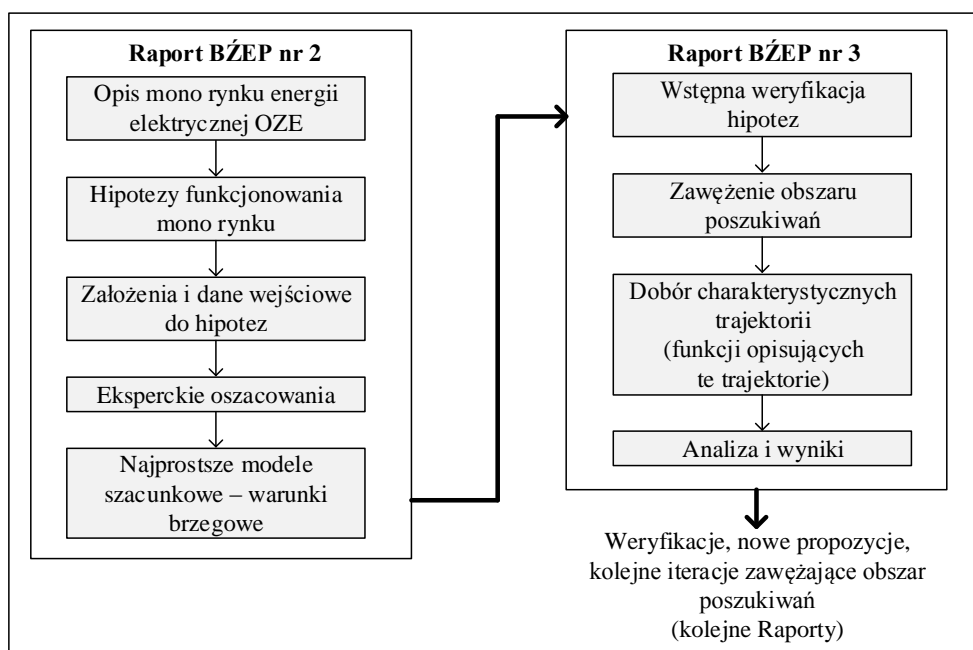 Raport BŹEP nr 2
Opis mono rynku energii
elektrycznej OZE
Hipotezy funkcjonowania
mono rynku
Założenia i dane wejściowe
do hipotez
Eksperckie oszacowania
Najprostsze modele
szacunkowe – warunki
brzegowe
Raport BŹEP nr 3
Wstępna weryfikacja
hipotez
Zawężenie obszaru
poszukiwań
Dobór charakterystycznych
trajektorii
(funkcji opisujących
te trajektorie)
Analiza i wyniki
Weryfikacje, nowe propozycje,
kolejne iteracje zawężające obszar
poszukiwań
(kolejne Raporty)